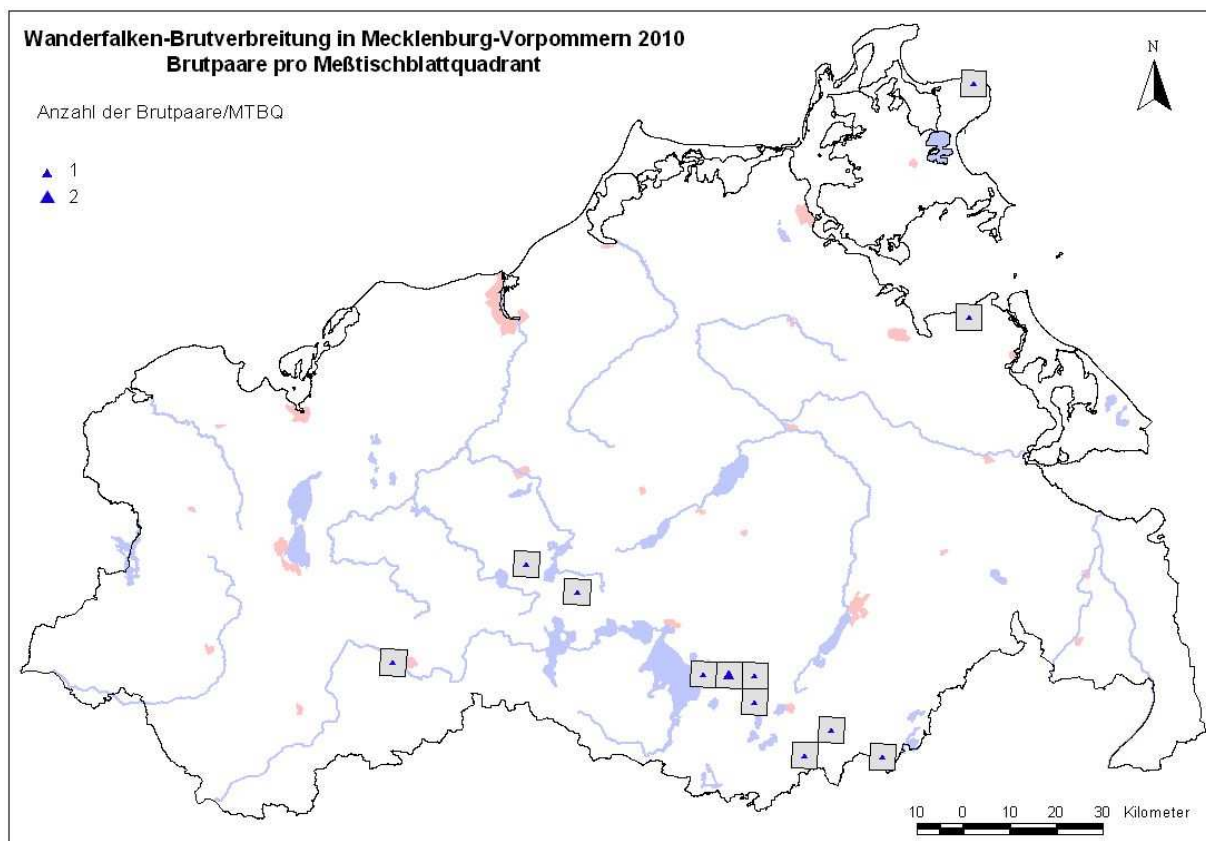 Wanderfalken-Brutverbreitung in Mecklenburg-Vorpommern 2010
Brutpaare pro Meßtischblattquadrant
N
Anzahl der Brutpaare/MTBQ
1
2
10 0 10 20 30 Kilometer